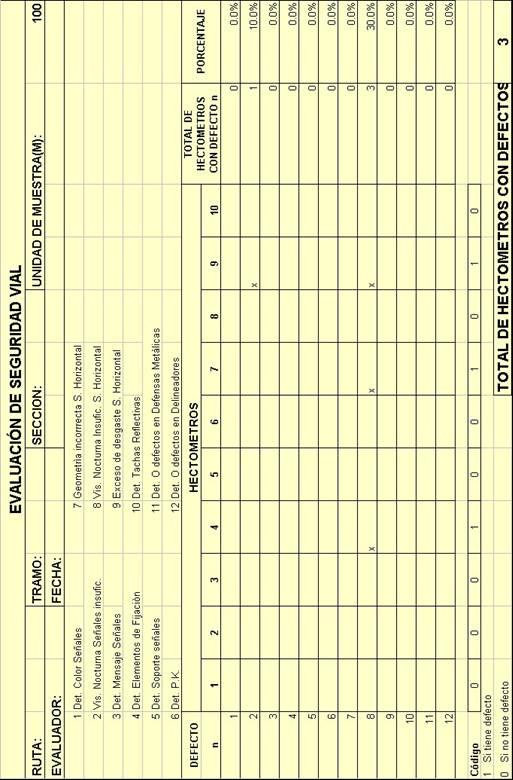 EVALUACIÓN DE SEGURIDAD VIAL
RUTA: TRAMO: SECCION: UNIDAD DE MUESTRA(M): 100
EVALUADOR: FECHA:
1 Det. Color Señales 7 Geometria incorrrecta S. Horizontal
2 Vis. Nocturna Señales insufic. 8 Vis. Nocturna Insufic. S. Horizontal
3 Det. Mensaje Señales 9 Exceso de desgaste S. Horizontal
4 Det. Elementos de Fijación 10 Det. Tachas Reflectivas
5 Det. Soporte señales 11 Det. O defectos en Defensas Metálicas
6 Det. P.K. 12 Det. O defectos en Delineadores
DEFECTO HECTOMETROS TOTAL DE HECTOMETROS CON DEFECTO n PORCENTAJE
n 1 2 3 4 5 6 7 8 9 10
1 0 0.0%
2 x 1 10.0%
3 0 0.0%
4 0 0.0%
5 0 0.0%
6 0 0.0%
7 0 0.0%
8 x x x 3 30.0%
9 0 0.0%
10 0 0.0%
11 0 0.0%
12 0 0.0%
Código 0 0 0 1 0 0 1 0 1 0
1 Si tiene defecto
0 Si no tiene defecto TOTAL DE HECTOMETROS CON DEFECTOS 3